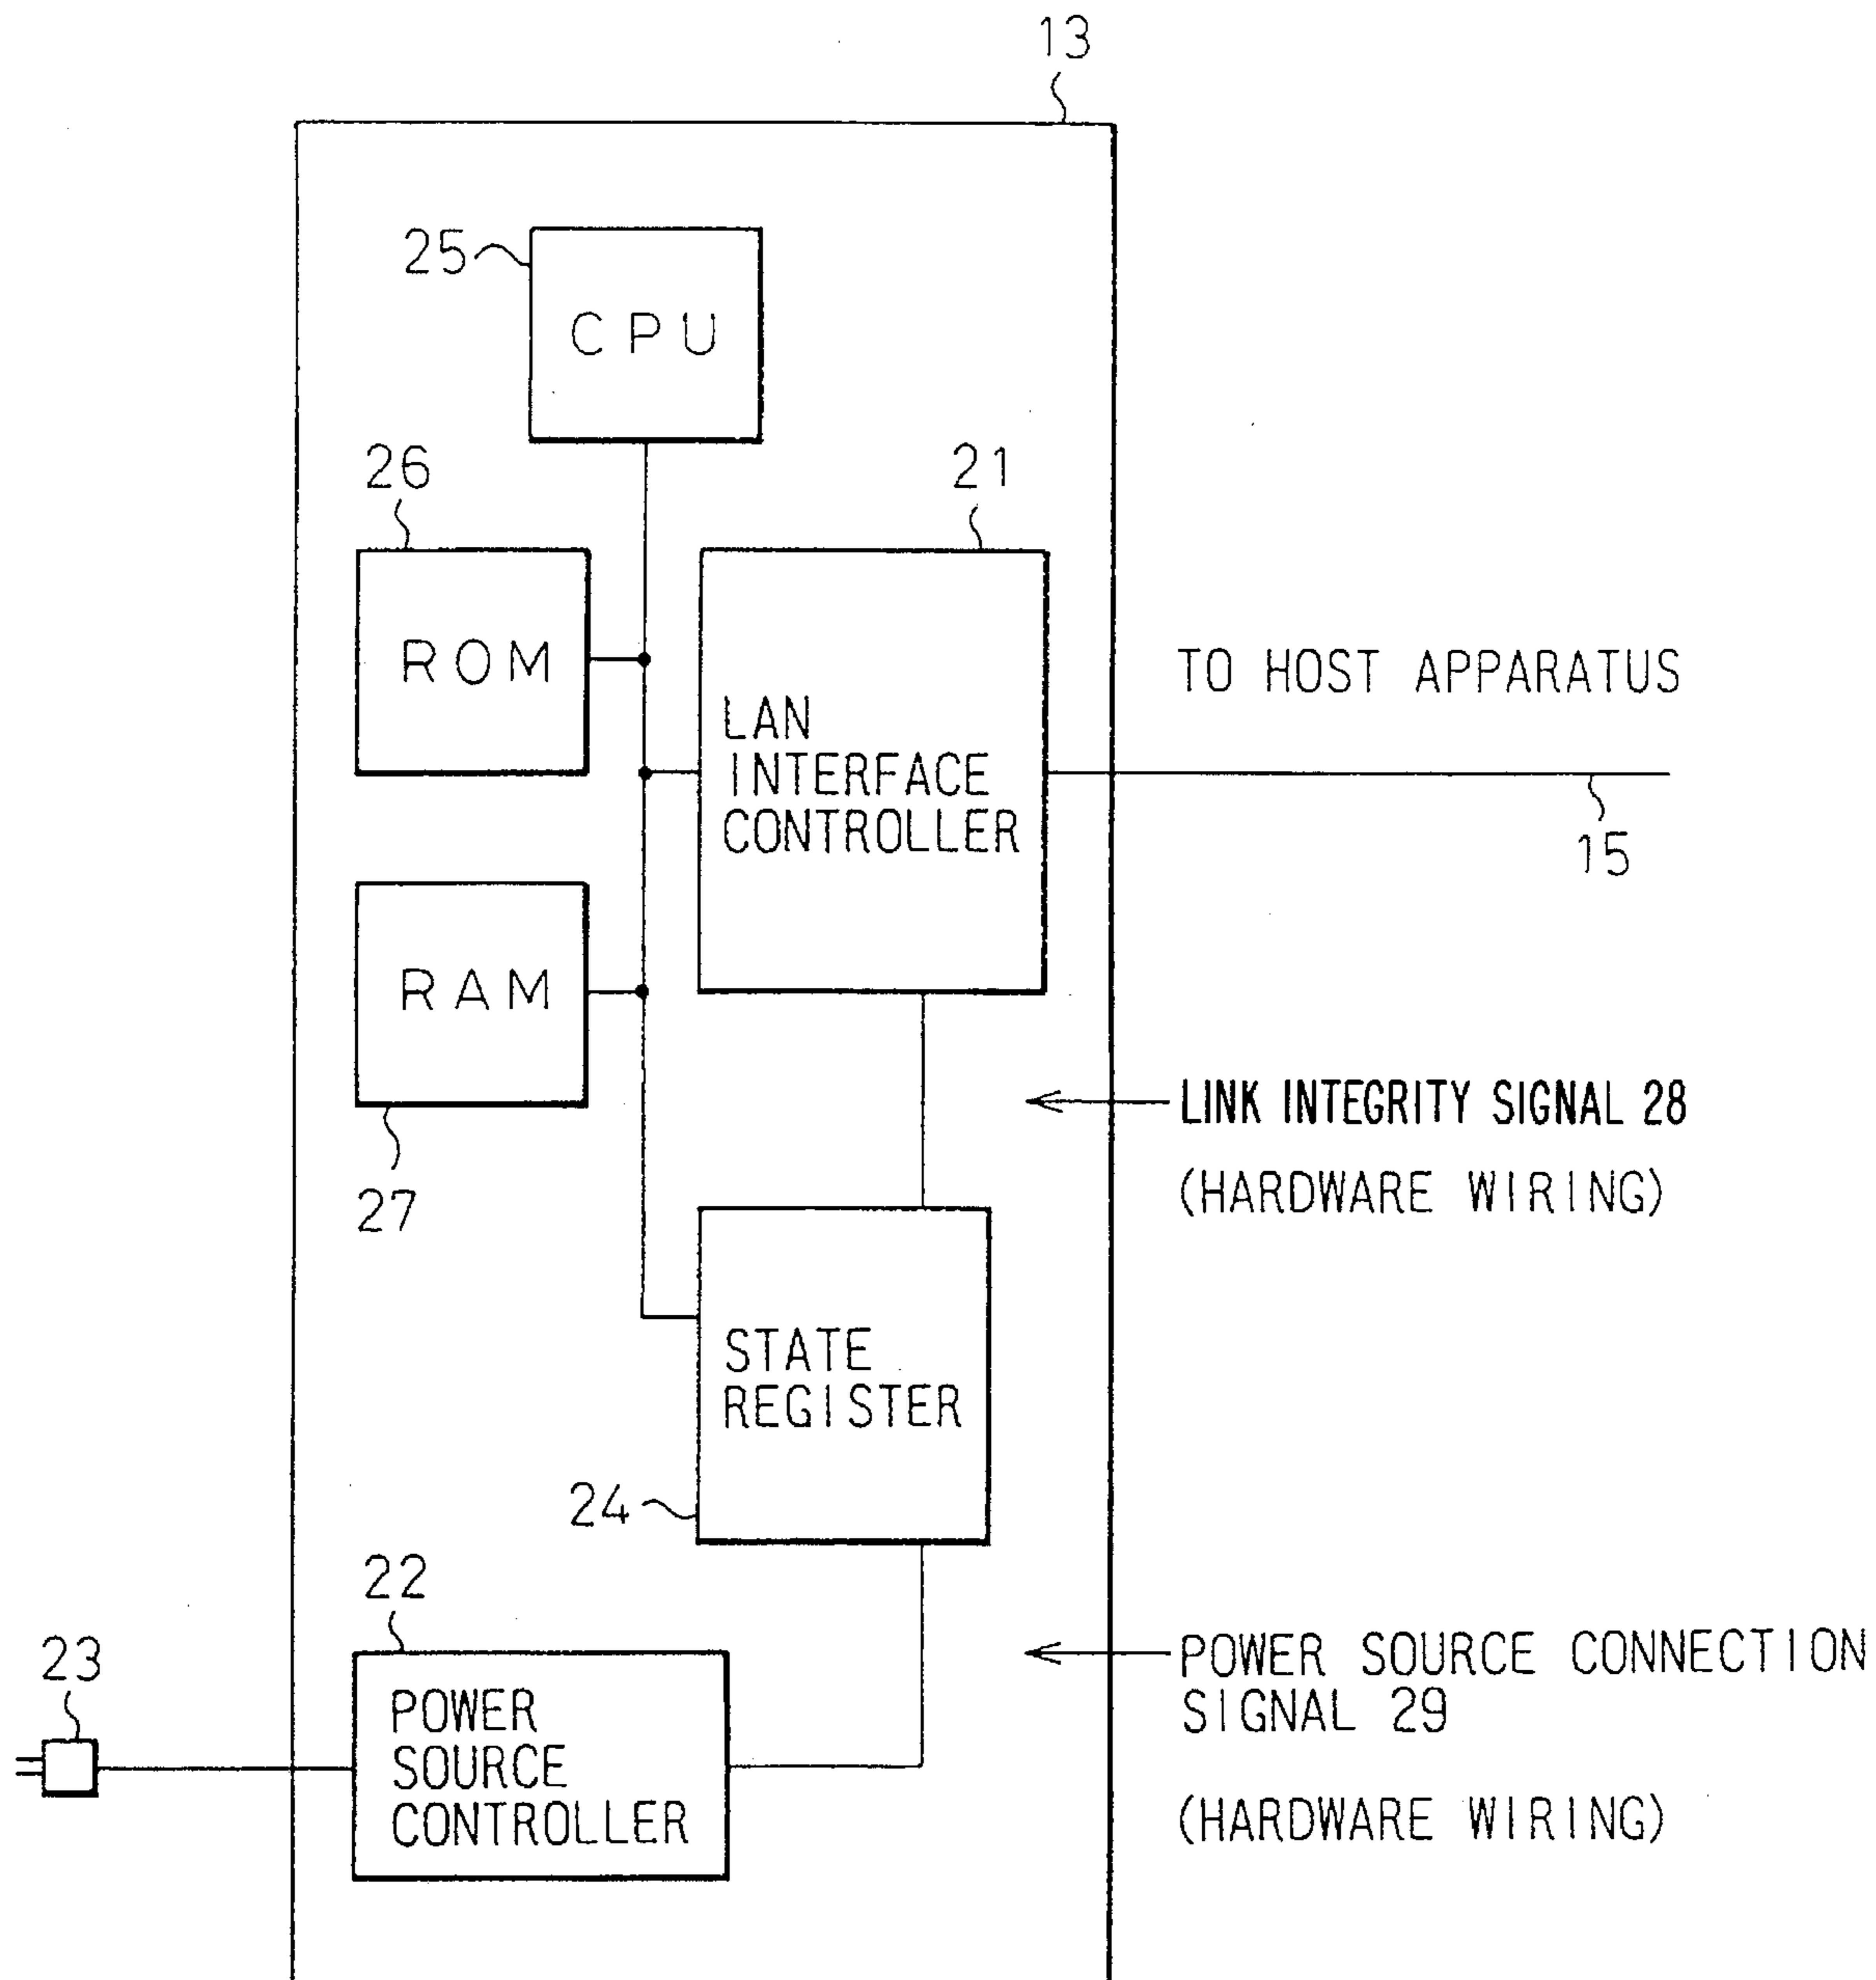 13
25
CPU
26
21
ROM
TO HOST APPARATUS
LAN
INTERFACE
CONTROLLER
15
RAM
LINK INTEGRITY SIGNAL 28
(HARDWARE WIRING)
27
STATE
REGISTER
24
22
23
POWER SOURCE CONNECTION
SIGNAL 29
POWER
SOURCE
CONTROLLER
(HARDWARE WIRING)